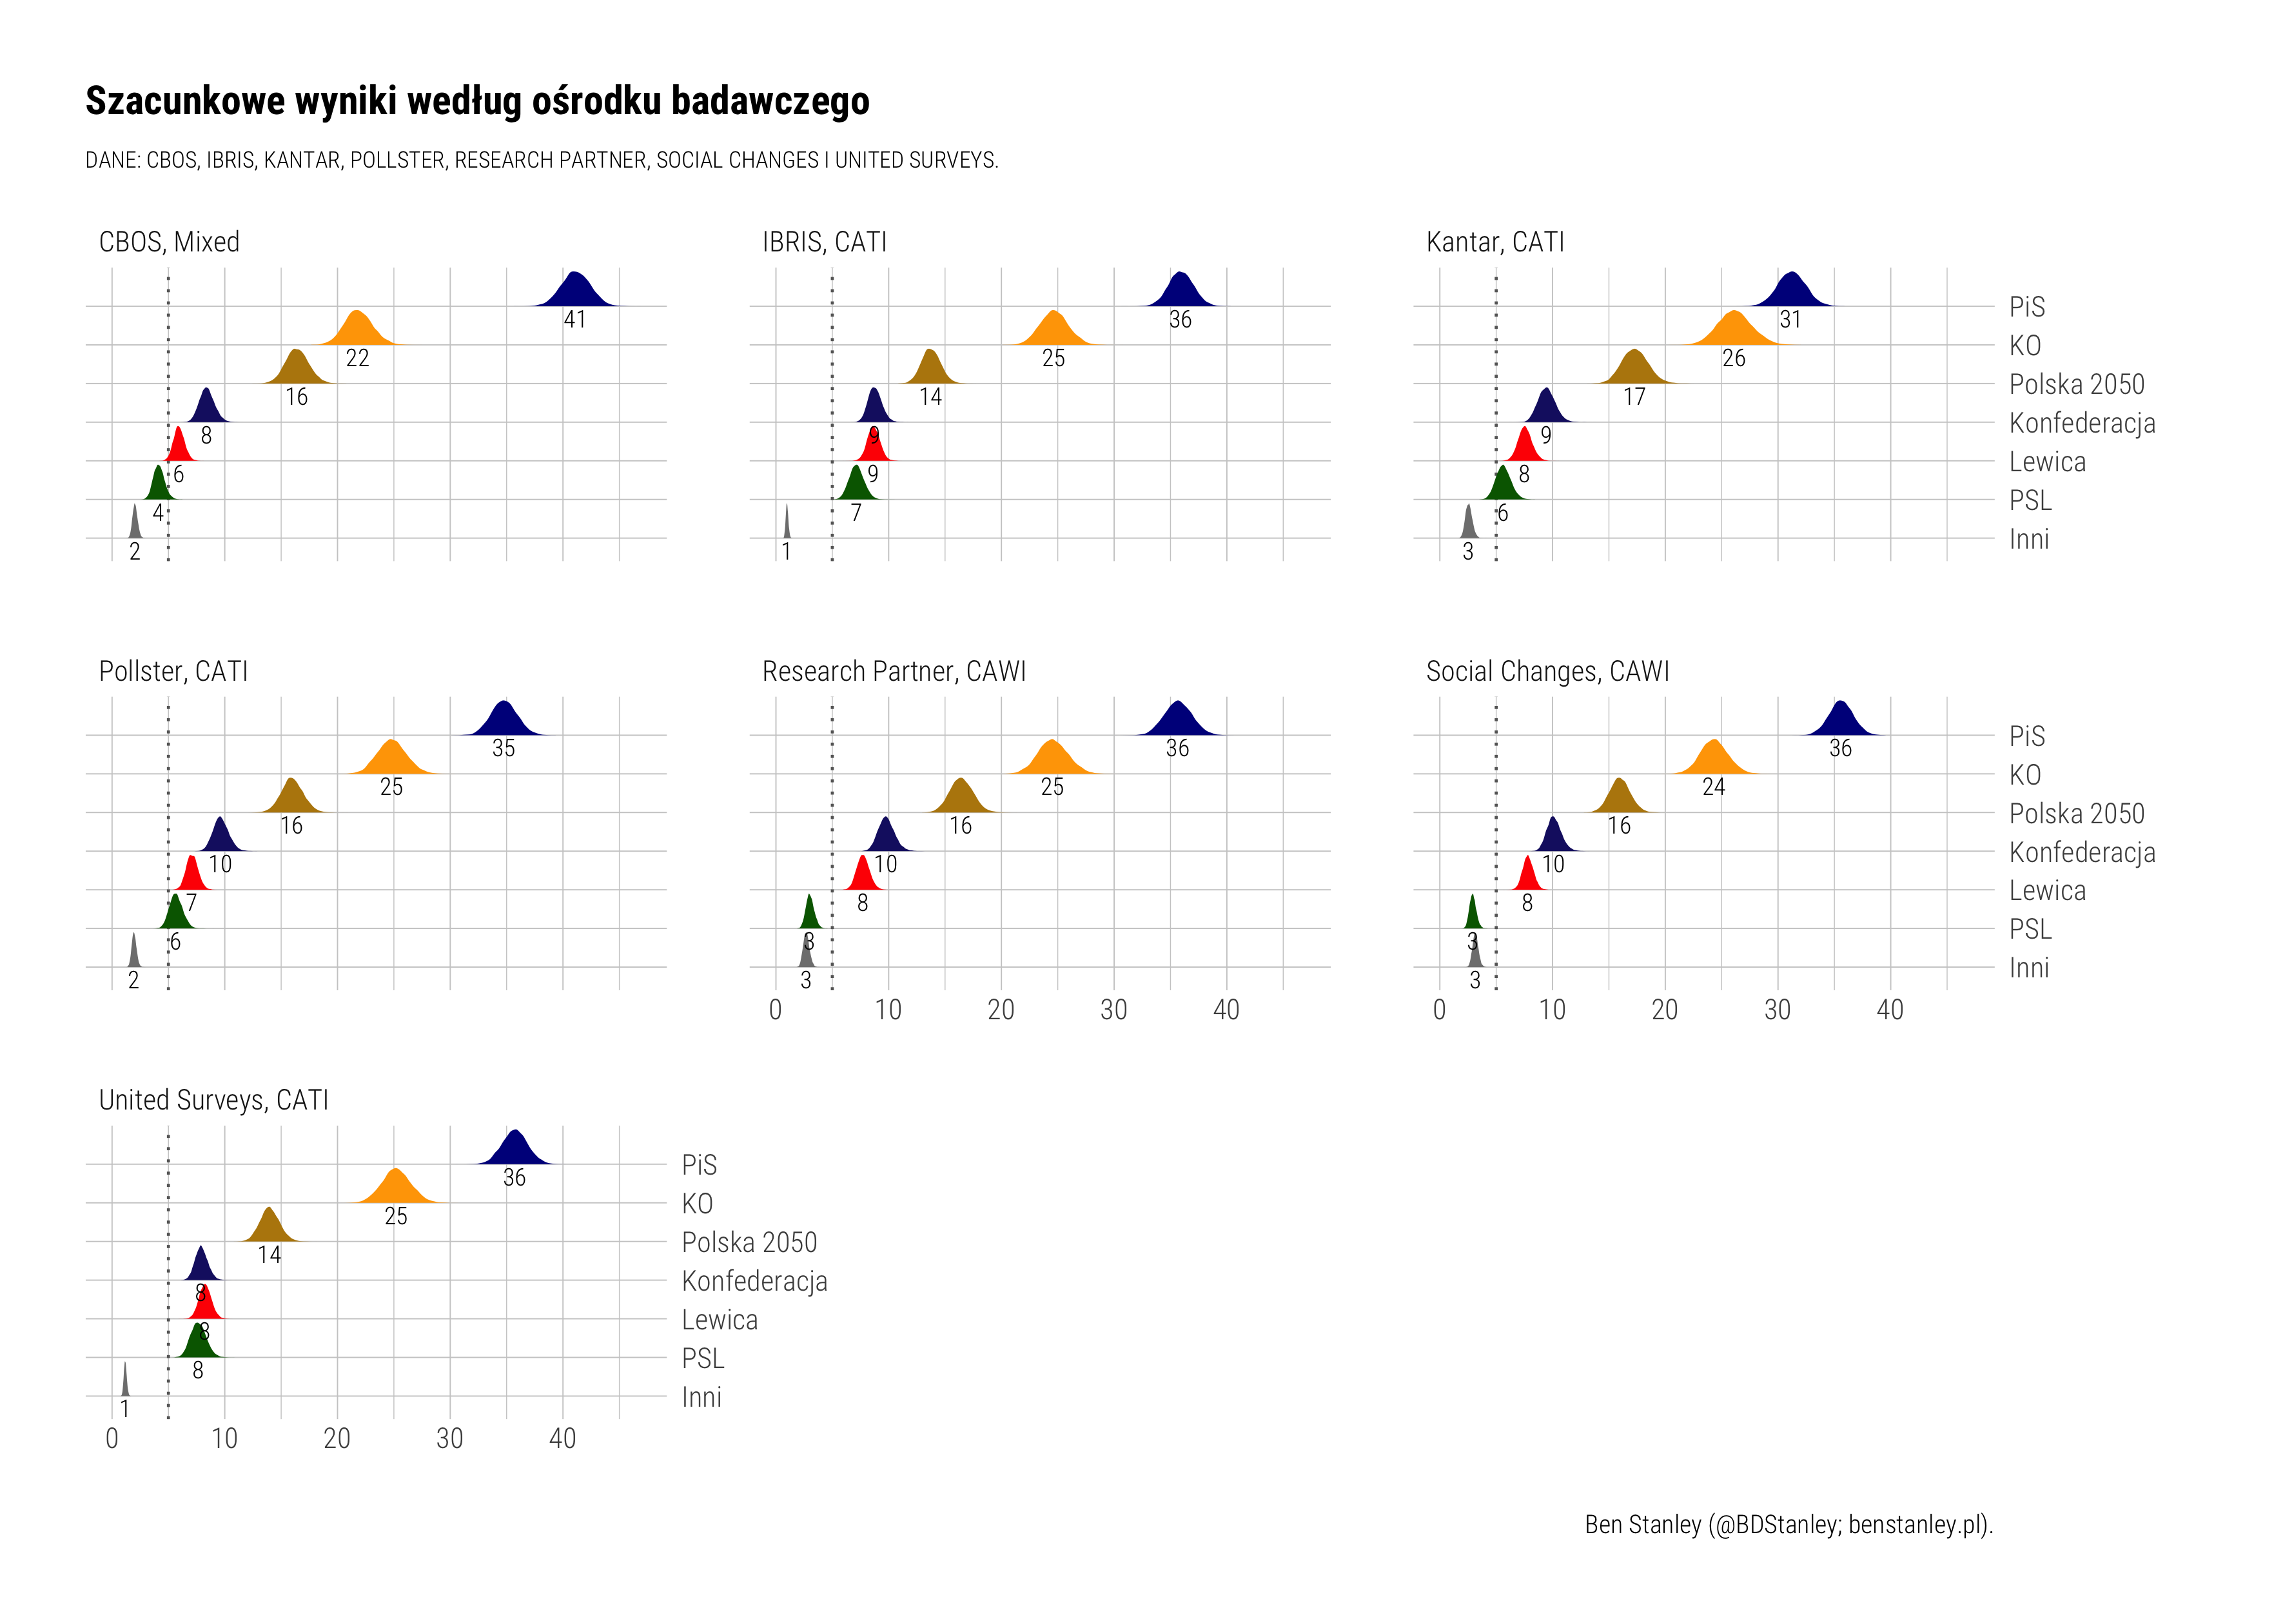 Szacunkowe wyniki według ośrodku badawczego
DANE: CBOS, IBRIS, KANTAR, POLLSTER, RESEARCH PARTNER, SOCIAL CHANGES I UNITED SURVEYS.
CBOS, Mixed
41
22
16
8
6
4
2
IBRIS, CATI
36
25
14
9
9
7
1
Kantar, CATI
31
26
17
9
8
6
3
PiS
KO
Polska 2050
Konfederacja
Lewica
PSL
Inni
Pollster, CATI
35
25
16
10
7
6
2
Research Partner, CAWI
36
25
16
10
8
3
3
0 10 20 30 40
Social Changes, CAWI
36
24
16
10
8
3
3
0 10 20 30 40
PiS
KO
Polska 2050
Konfederacja
Lewica
PSL
Inni
United Surveys, CATI
36
25
14
8
8
8
1
0 10 20 30 40
PiS
KO
Polska 2050
Konfederacja
Lewica
PSL
Inni
Ben Stanley (@BDStanley; benstanley.pl).